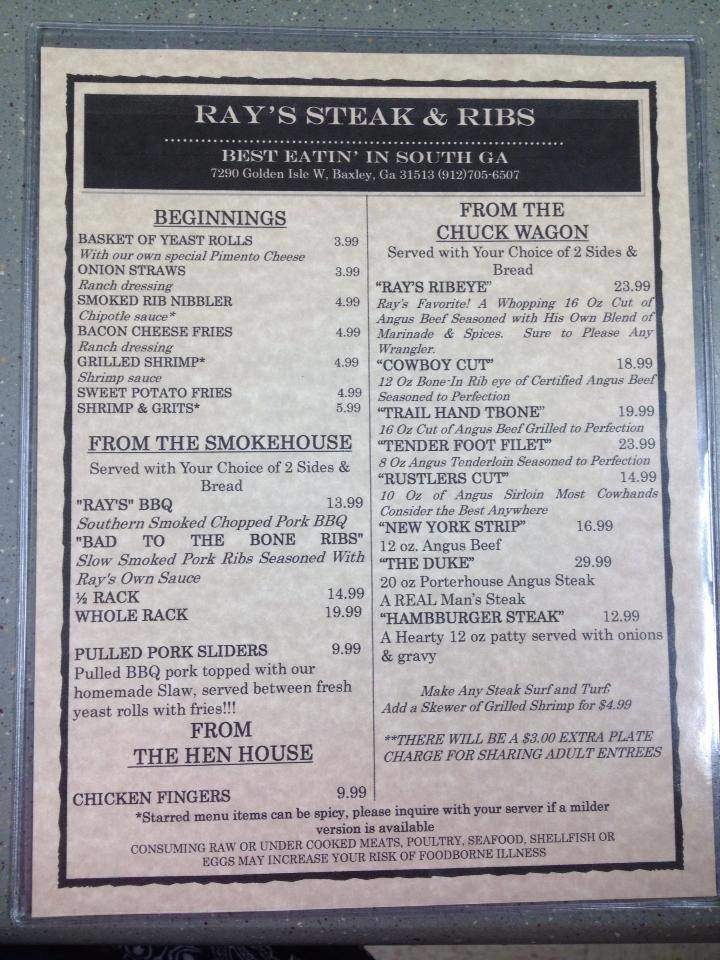 RAY'S STEAK & RIBS
BEST EATIN' IN SOUTH GA
7290 Golden Isle W, Baxley, Ga 31513 (912)705-6507
BEGINNINGS
BASKET OF YEAST ROLLS 3.99
With our own special Pimento Cheese
ONION STRAWS 3.99
Ranch dressing
SMOKED RIB NIBBLER 4.99
Chipotle sauce*
BACON CHEESE FRIES 4.99
Ranch dressing
GRILLED SHRIMP* 4.99
Shrimp sauce
SWEET POTATO FRIES 4.99
SHRIMP & GRITS* 5.99
FROM THE SMOKEHOUSE
Served with Your Choice of 2 Sides &
Bread
"RAY'S" BBQ 13.99
Southern Smoked Chopped Pork BBQ
"BAD TO THE BONE RIBS"
Slow Smoked Pork Ribs Seasoned With
Ray's Own Sauce
½ RACK 14.99
WHOLE RACK 19.99
PULLED PORK SLIDERS 9.99
Pulled BBQ pork topped with our
homemade Slaw, served between fresh
yeast rolls with fries!!!
FROM
THE HEN HOUSE
CHICKEN FINGERS 9.99
FROM THE
CHUCK WAGON
Served with Your Choice of 2 Sides &
Bread
"RAY'S RIBEYE" 23.99
Ray's Favorite! A Whopping 16 Oz Cut of
Angus Beef Seasoned with His Own Blend of
Marinade & Spices. Sure to Please Any
Wrangler.
"COWBOY CUT" 18.99
12 Oz Bone-In Rib eye of Certified Angus Beef
Seasoned to Perfection
"TRAIL HAND TBONE" 19.99
16 Oz Cut of Angus Beef Grilled to Perfection
"TENDER FOOT FILET" 23.99
8 Oz Angus Tenderloin Seasoned to Perfection
"RUSTLERS CUT" 14.99
10 Oz of Angus Sirloin Most Cowhands
Consider the Best Anywhere
"NEW YORK STRIP" 16.99
12 oz. Angus Beef
"THE DUKE" 29.99
20 oz Porterhouse Angus Steak
A REAL Man's Steak
"HAMBBURGER STEAK" 12.99
A Hearty 12 oz patty served with onions
& gravy
Make Any Steak Surf and Turf:
Add a Skewer of Grilled Shrimp for $4.99
**THERE WILL BE A $3.00 EXTRA PLATE
CHARGE FOR SHARING ADULT ENTREES
*Starred menu items can be spicy, please inquire with your server if a milder
version is available
CONSUMING RAW OR UNDER COOKED MEATS, POULTRY, SEAFOOD, SHELLFISH OR
EGGS MAY INCREASE YOUR RISK OF FOODBORNE ILLNESS